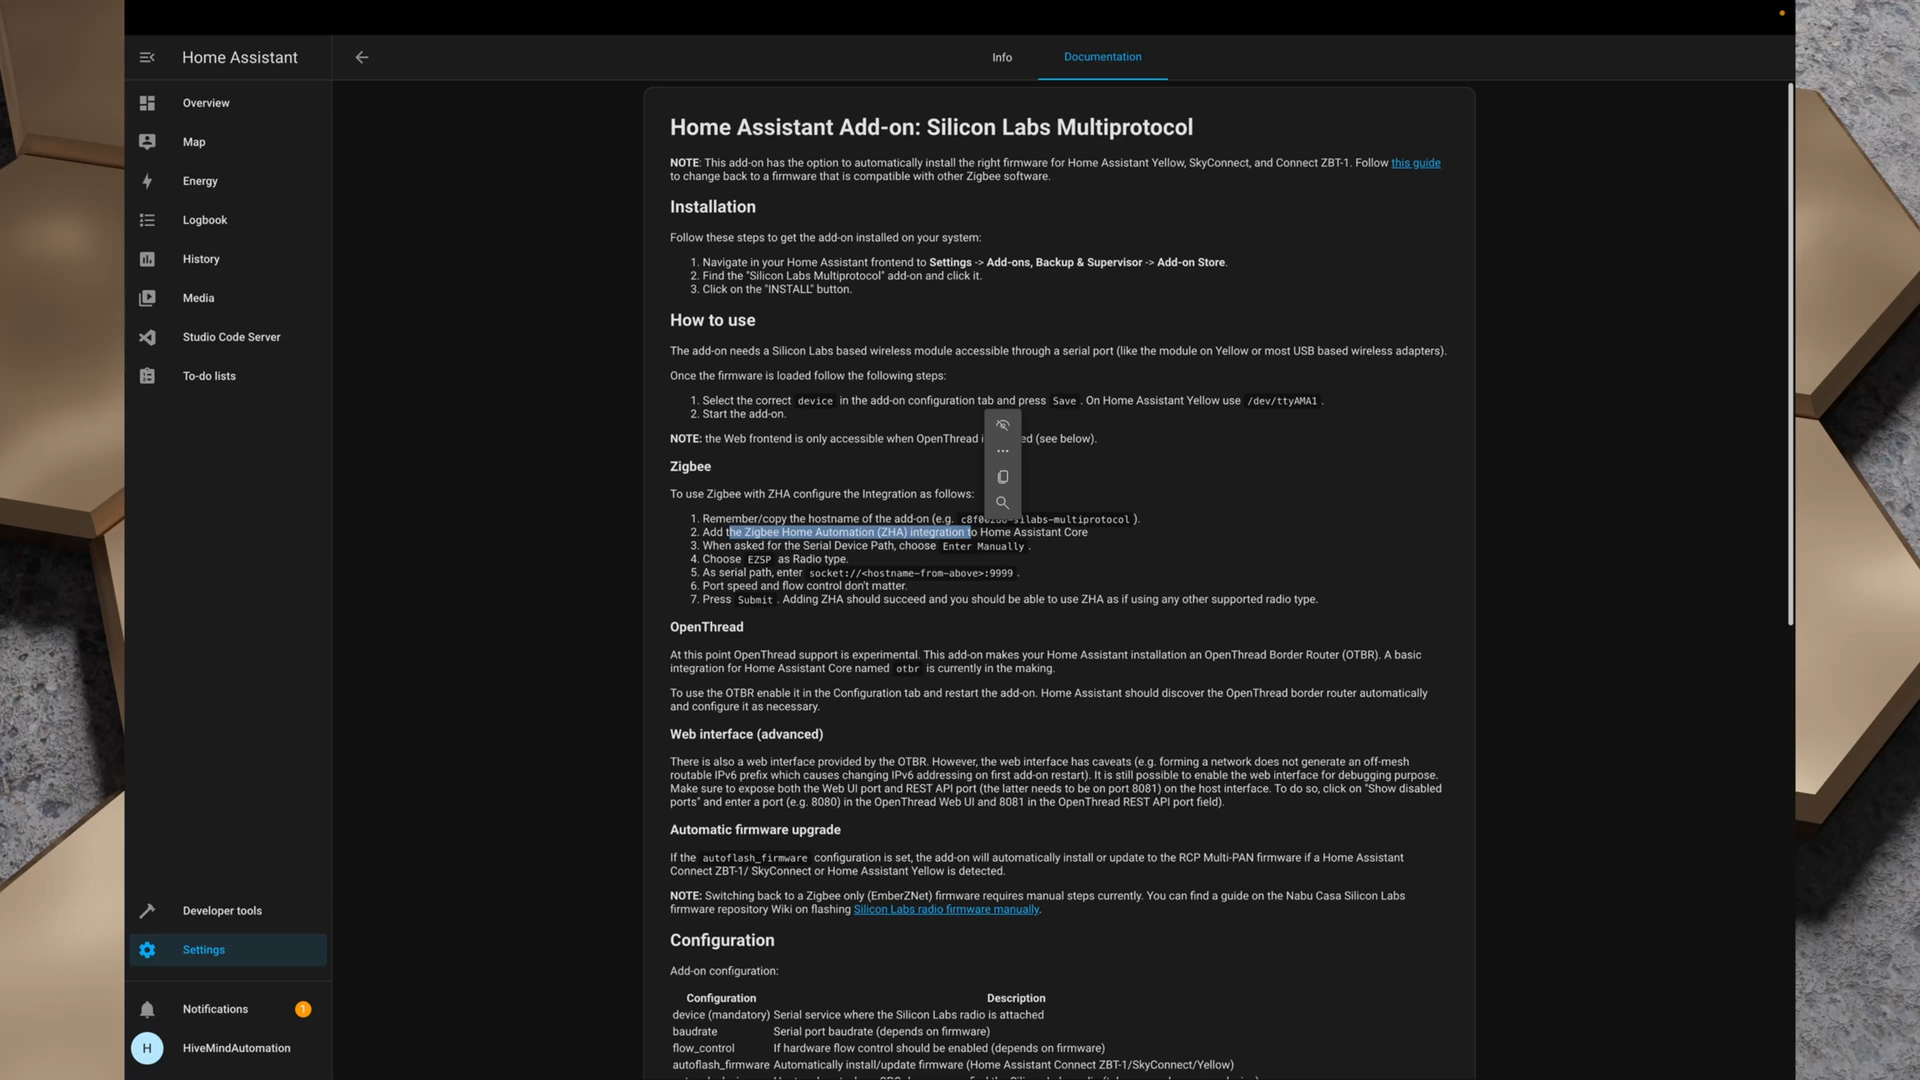 Home Assistant
Info
Documentation
Overview
Map
Energy
Logbook
History
Media
Studio Code Server
To-do lists
Developer tools
Settings
Notifications
1
H
HiveMindAutomation
Home Assistant Add-on: Silicon Labs Multiprotocol
NOTE: This add-on has the option to automatically install the right firmware for Home Assistant Yellow, SkyConnect, and Connect ZBT-1. Follow this guide
to change back to a firmware that is compatible with other Zigbee software.
Installation
Follow these steps to get the add-on installed on your system:
1. Navigate in your Home Assistant frontend to Settings -> Add-ons, Backup & Supervisor -> Add-on Store.
2. Find the "Silicon Labs Multiprotocol" add-on and click it.
3. Click on the "INSTALL" button.
How to use
The add-on needs a Silicon Labs based wireless module accessible through a serial port (like the module on Yellow or most USB based wireless adapters).
Once the firmware is loaded follow the following steps:
1. Select the correct device in the add-on configuration tab and press Save. On Home Assistant Yellow use /dev/ttyAMA1.
2. Start the add-on.
NOTE: the Web frontend is only accessible when OpenThread i ed (see below).
Zigbee
To use Zigbee with ZHA configure the Integration as follows:
1. Remember/copy the hostname of the add-on (e.g. silabs-multiprotocol ).
2. Add the Zigbee Home Automation (ZHA) integration to Home Assistant Core
3. When asked for the Serial Device Path, choose Enter Manually.
4. Choose EZSP as Radio type.
5. As serial path, enter socket://<hostname-from-above>:9999.
6. Port speed and flow control don't matter.
7. Press Submit. Adding ZHA should succeed and you should be able to use ZHA as if using any other supported radio type.
OpenThread
At this point OpenThread support is experimental. This add-on makes your Home Assistant installation an OpenThread Border Router (OTBR). A basic
integration for Home Assistant Core named otbr is currently in the making.
To use the OTBR enable it in the Configuration tab and restart the add-on. Home Assistant should discover the OpenThread border router automatically
and configure it as necessary.
Web interface (advanced)
There is also a web interface provided by the OTBR. However, the web interface has caveats (e.g. forming a network does not generate an off-mesh
routable IPv6 prefix which causes changing IPv6 addressing on first add-on restart). It is still possible to enable the web interface for debugging purpose.
Make sure to expose both the Web UI port and REST API port (the latter needs to be on port 8081) on the host interface. To do so, click on "Show disabled
ports" and enter a port (e.g. 8080) in the OpenThread Web UI and 8081 in the OpenThread REST API port field).
Automatic firmware upgrade
If the autoflash_firmware configuration is set, the add-on will automatically install or update to the RCP Multi-PAN firmware if a Home Assistant
Connect ZBT-1/ SkyConnect or Home Assistant Yellow is detected.
NOTE: Switching back to a Zigbee only (EmberZNet) firmware requires manual steps currently. You can find a guide on the Nabu Casa Silicon Labs
firmware repository Wiki on flashing Silicon Labs radio firmware manually.
Configuration
Add-on configuration:
Configuration Description
device (mandatory) Serial service where the Silicon Labs radio is attached
baudrate Serial port baudrate (depends on firmware)
flow_control If hardware flow control should be enabled (depends on firmware)
autoflash_firmware Automatically install/update firmware (Home Assistant Connect ZBT-1/SkyConnect/Yellow)